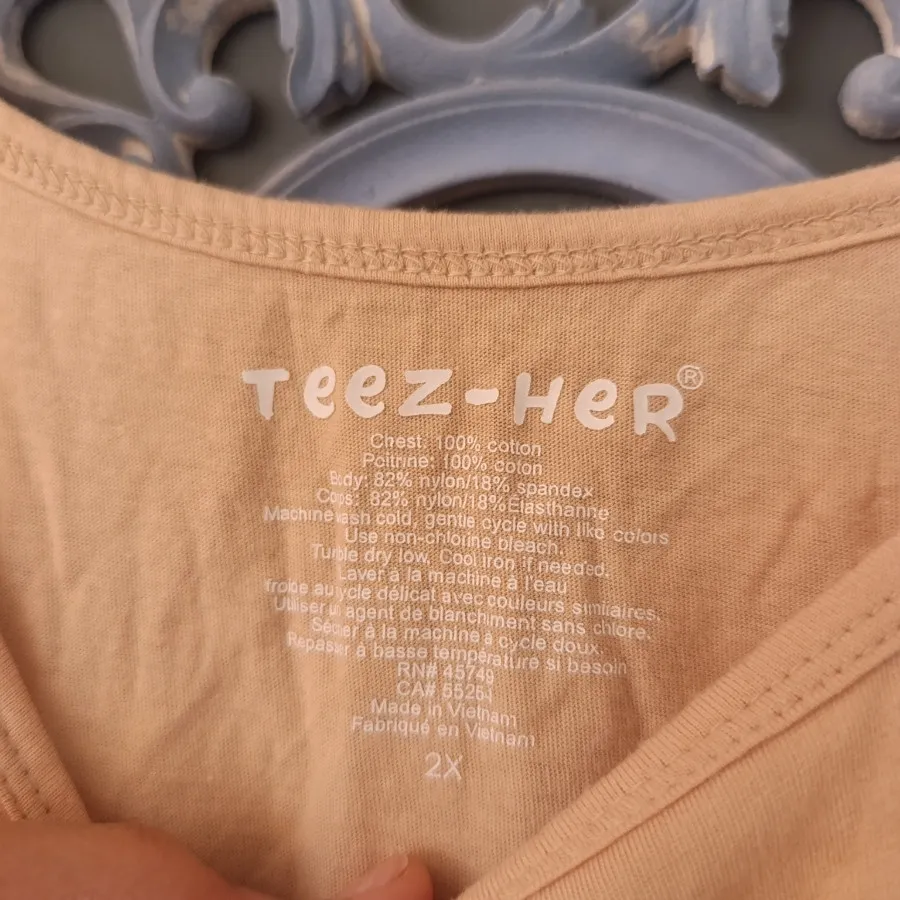 TeeZ-HeR®
Chest: 100% cotton
Poitrine: 100% coton
Body: 82% nylon/18% spandex
Corps: 82% nylon/18% Élasthanne
Machine wash cold, gentle cycle with like colors
Use non-chlorine bleach.
Tumble dry low. Cool iron if needed.
Laver à la machine à l'eau
froide au cycle délicat avec couleurs similaires.
Utiliser un agent de blanchiment sans chlore.
Sécher à la machine à cycle doux.
Repasser à basse température si besoin
RN# 45749
CA# 55251
Made in Vietnam
Fabriqué en Vietnam
2X